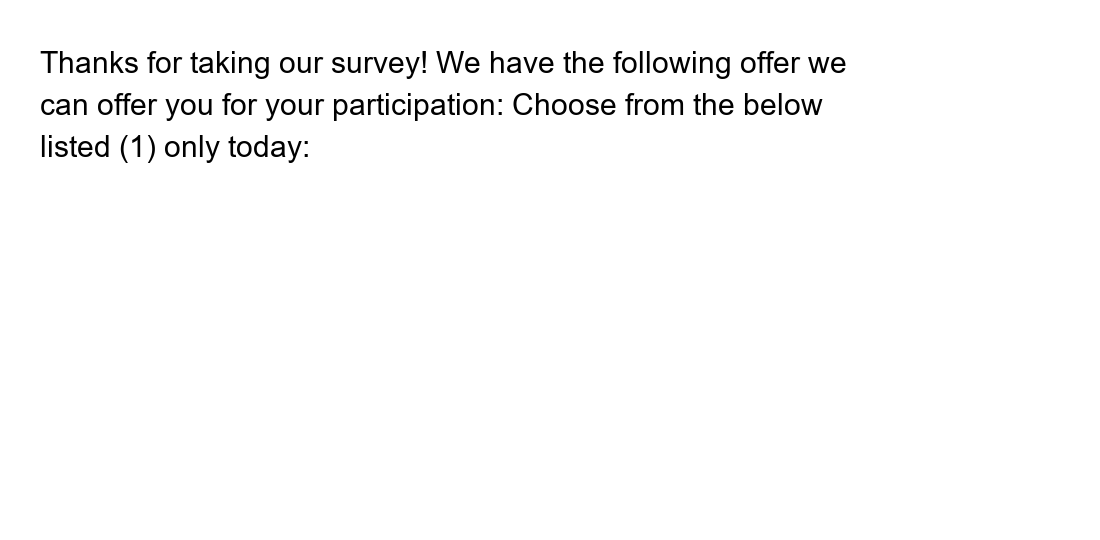 Thanks for taking our survey! We have the following offer we
can offer you for your participation: Choose from the below
listed (1) only today: